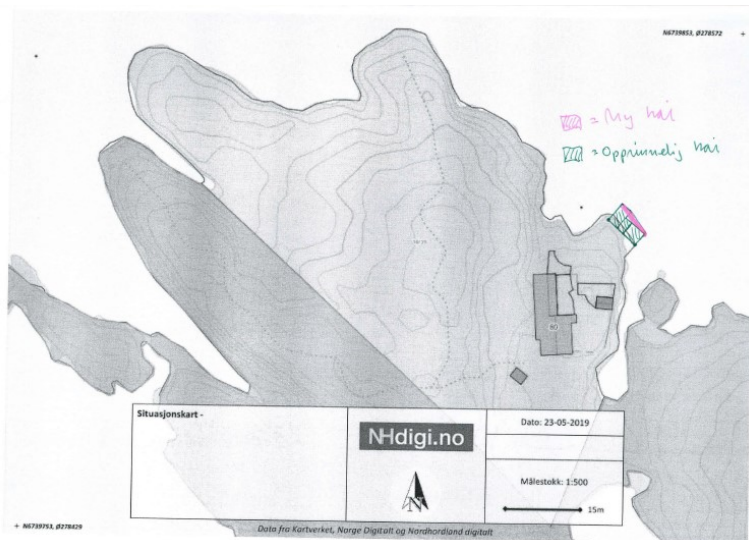 N6739853, Ø278572
= Ny kai
= Opprinnelig kai
80
Situasjonskart -
NHdigi.no
N
Dato: 23-05-2019
Målestokk: 1:500
15m
N6739753, Ø278429
Data fra Kartverket, Norge Digitalt og Nordhordland digitalt